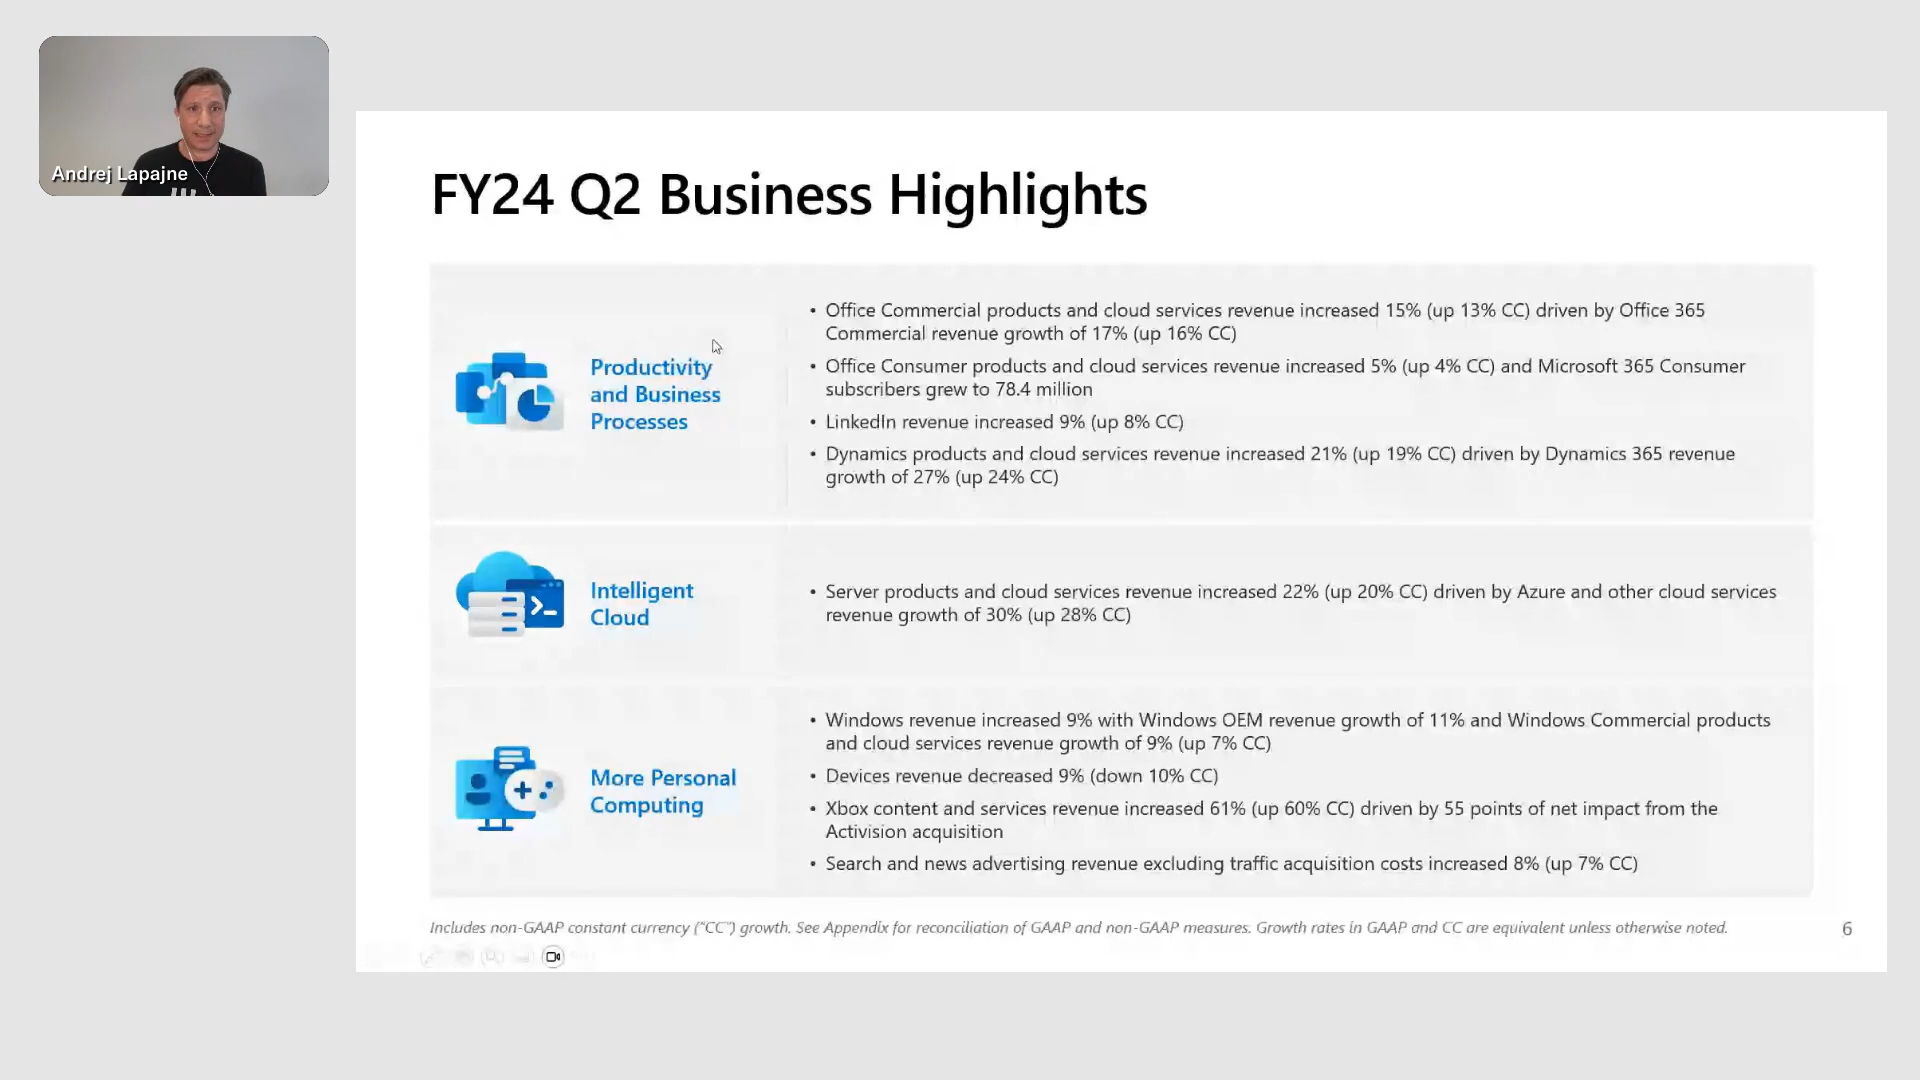 Andrej Lapajne
FY24 Q2 Business Highlights
Productivity
and Business
Processes
• Office Commercial products and cloud services revenue increased 15% (up 13% CC) driven by Office 365
Commercial revenue growth of 17% (up 16% CC)
• Office Consumer products and cloud services revenue increased 5% (up 4% CC) and Microsoft 365 Consumer
subscribers grew to 78.4 million
• LinkedIn revenue increased 9% (up 8% CC)
• Dynamics products and cloud services revenue increased 21% (up 19% CC) driven by Dynamics 365 revenue
growth of 27% (up 24% CC)
Intelligent
Cloud
• Server products and cloud services revenue increased 22% (up 20% CC) driven by Azure and other cloud services
revenue growth of 30% (up 28% CC)
More Personal
Computing
• Windows revenue increased 9% with Windows OEM revenue growth of 11% and Windows Commercial products
and cloud services revenue growth of 9% (up 7% CC)
• Devices revenue decreased 9% (down 10% CC)
• Xbox content and services revenue increased 61% (up 60% CC) driven by 55 points of net impact from the
Activision acquisition
• Search and news advertising revenue excluding traffic acquisition costs increased 8% (up 7% CC)
Includes non-GAAP constant currency ("CC") growth. See Appendix for reconciliation of GAAP and non-GAAP measures. Growth rates in GAAP and CC are equivalent unless otherwise noted.
6